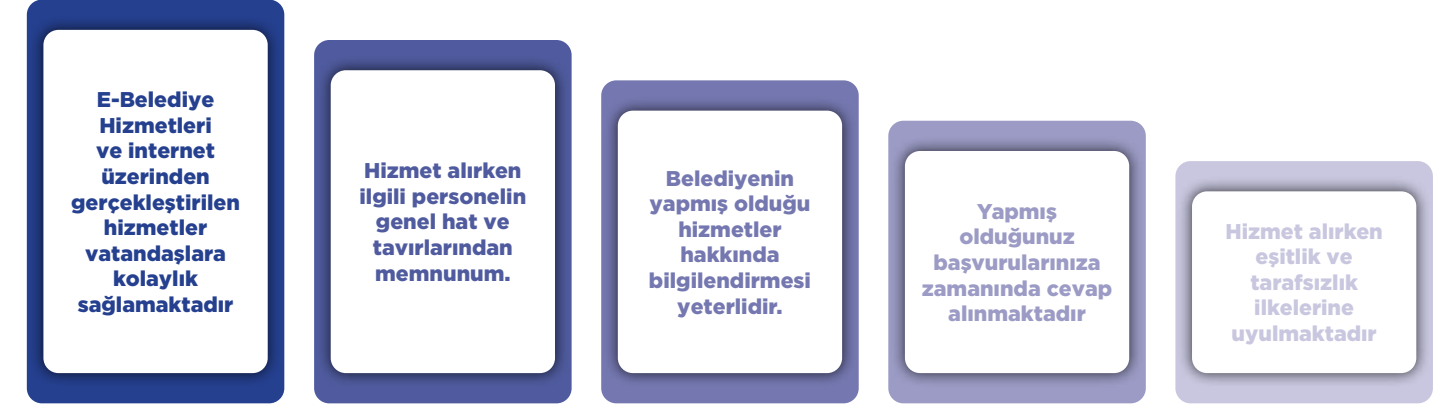 E-Belediye
Hizmetleri
ve internet
üzerinden
gerçekleştirilen
hizmetler
vatandaşlara
kolaylık
sağlamaktadır
Hizmet alırken
ilgili personelin
genel hat ve
tavırlarından
memnunum.
Belediyenin
yapmış olduğu
hizmetler
hakkında
bilgilendirmesi
yeterlidir.
Yapmış
olduğunuz
başvurularınıza
zamanında cevap
alınmaktadır
Hizmet alırken
eşitlik ve
tarafsızlık
ilkelerine
uyulmaktadır